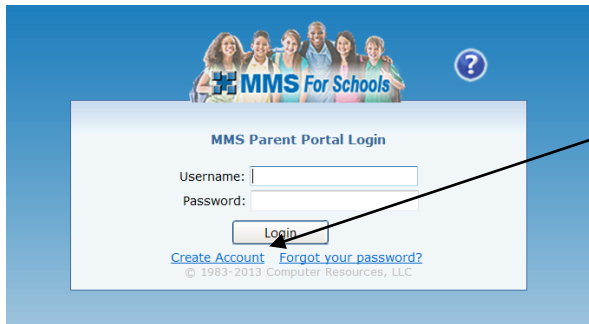 ?
MMS For Schools
MMS Parent Portal Login
Username:
Password:
Login
Create Account Forgot your password?
© 1983-2013 Computer Resources, LLC